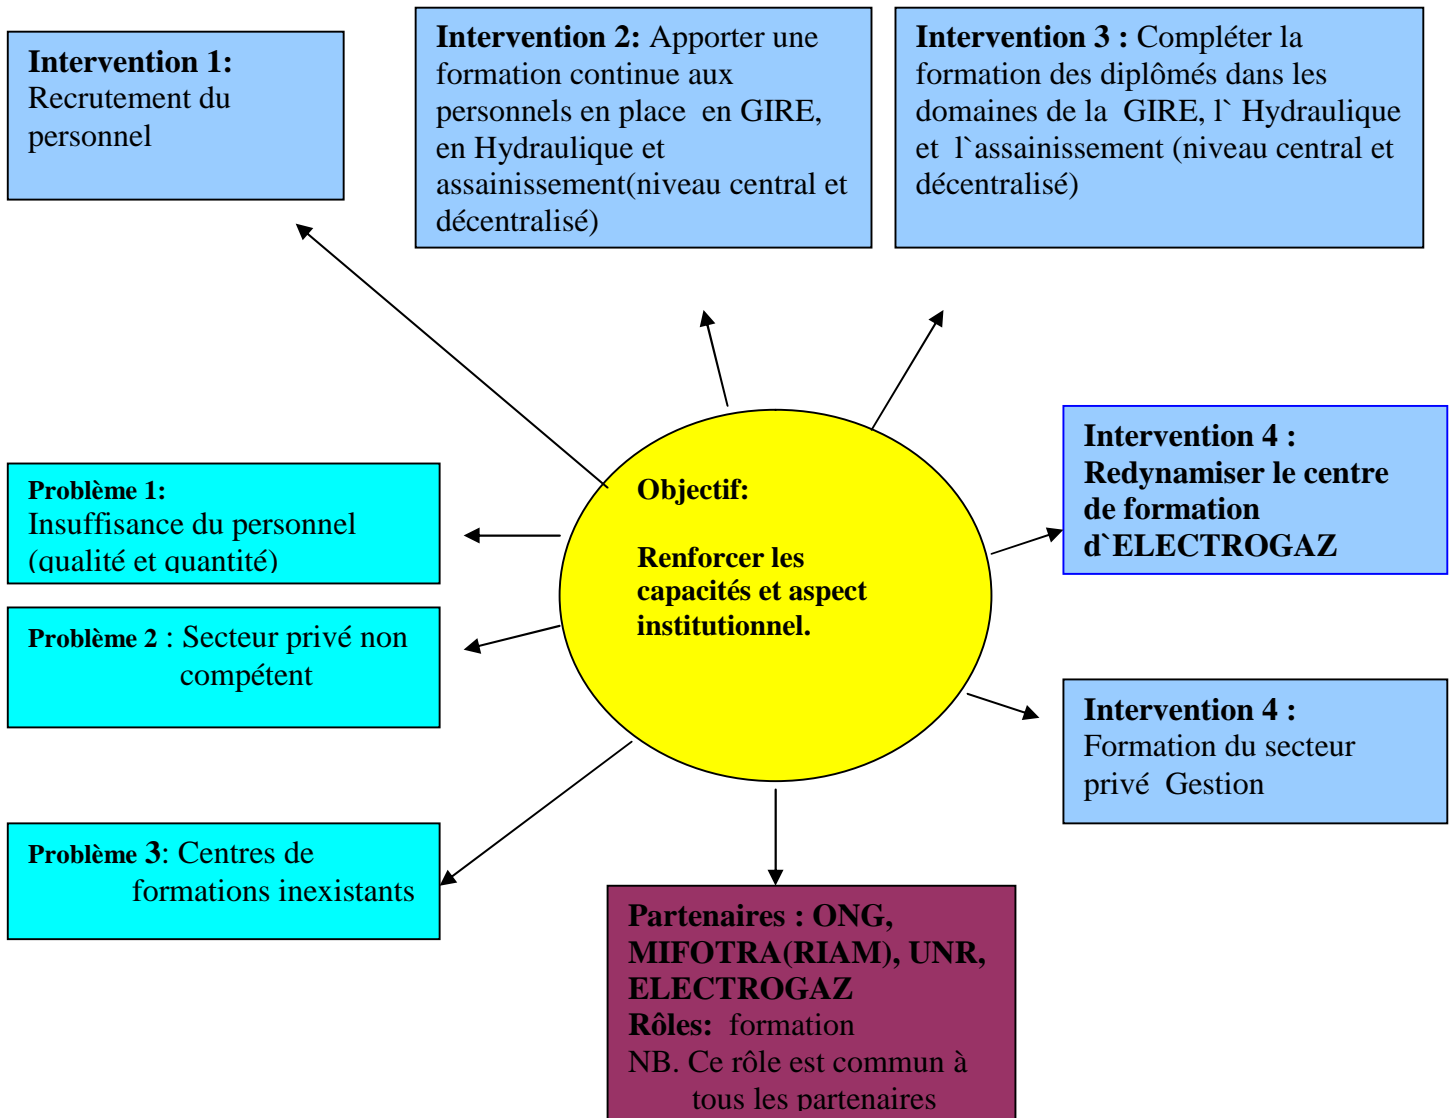 Intervention 1:
Recrutement du
personnel
Intervention 2: Apporter une
formation continue aux
personnels en place en GIRE,
en Hydraulique et
assainissement(niveau central et
décentralisé)
Intervention 3 : Compléter la
formation des diplômés dans les
domaines de la GIRE, l` Hydraulique
et l`assainissement (niveau central et
décentralisé)
Problème 1:
Insuffisance du personnel
(qualité et quantité)
Problème 2 : Secteur privé non
compétent
Problème 3: Centres de
formations inexistants
Objectif:
Renforcer les
capacités et aspect
institutionnel.
Intervention 4 :
Redynamiser le centre
de formation
d`ELECTROGAZ
Intervention 4 :
Formation du secteur
privé Gestion
Partenaires : ONG,
MIFOTRA(RIAM), UNR,
ELECTROGAZ
Rôles: formation
NB. Ce rôle est commun à
tous les partenaires